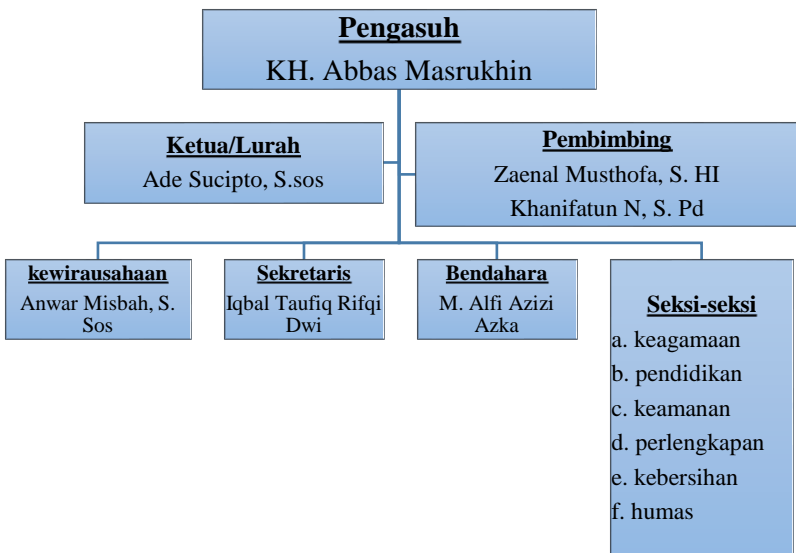 Pengasuh
KH. Abbas Masrukhin
Ketua/Lurah
Ade Sucipto, S.sos
Pembimbing
Zaenal Musthofa, S. HI
Khanifatun N, S. Pd
kewirausahaan
Anwar Misbah, S.
Sos
Sekretaris
Iqbal Taufiq Rifqi
Dwi
Bendahara
M. Alfi Azizi
Azka
Seksi-seksi
a. keagamaan
b. pendidikan
c. keamanan
d. perlengkapan
e. kebersihan
f. humas